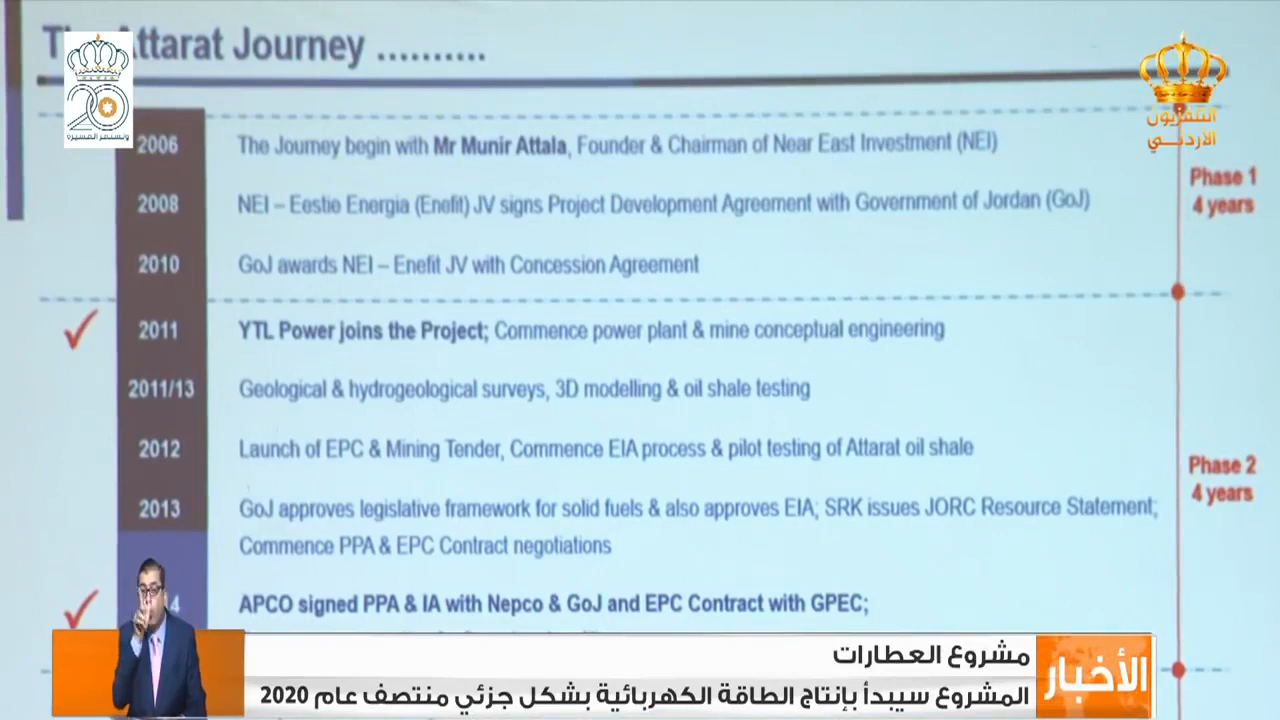 The Attarat Journey ..........
20
وتستمر المسيرة
التلفزيون
الأردني
2006 The Journey begin with Mr Munir Attala, Founder & Chairman of Near East Investment (NEI)
Phase 1
4 years
2008 NEI – Eestie Energia (Enefit) JV signs Project Development Agreement with Government of Jordan (GoJ)
2010 GoJ awards NEI – Enefit JV with Concession Agreement
2011 YTL Power joins the Project; Commence power plant & mine conceptual engineering
2011/13 Geological & hydrogeological surveys, 3D modelling & oil shale testing
2012 Launch of EPC & Mining Tender, Commence EIA process & pilot testing of Attarat oil shale
Phase 2
4 years
2013 GoJ approves legislative framework for solid fuels & also approves EIA; SRK issues JORC Resource Statement;
Commence PPA & EPC Contract negotiations
4 APCO signed PPA & IA with Nepco & GoJ and EPC Contract with GPEC;
الأخبار
مشروع العطارات
المشروع سيبدأ بإنتاج الطاقة الكهربائية بشكل جزئي منتصف عام 2020